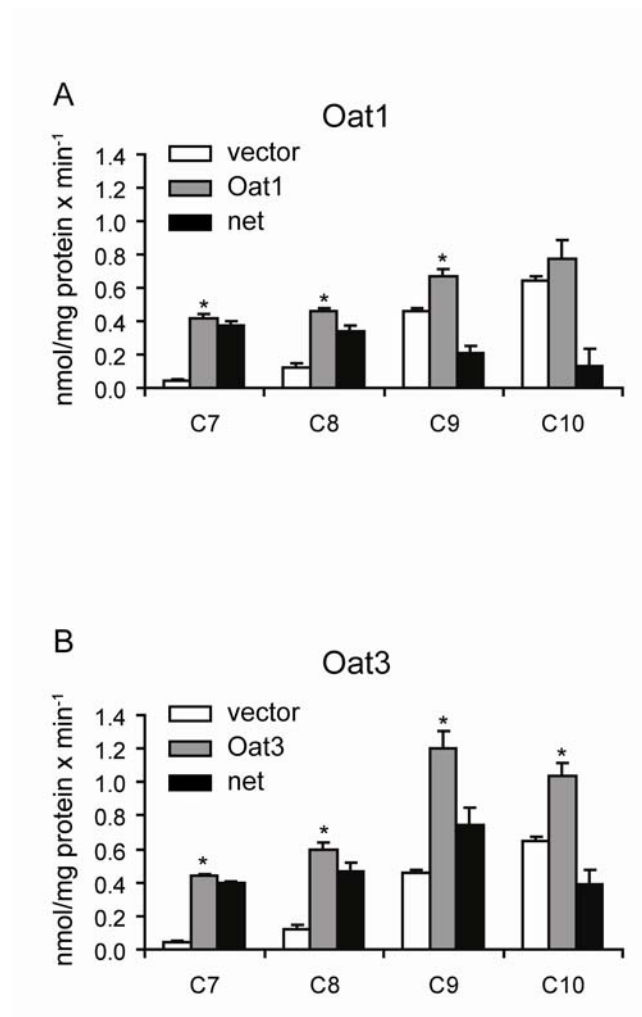 A
Oat1
vector
Oat1
net
nmol/mg protein x min-1
1.4
1.2
1.0
0.8
0.6
0.4
0.2
0.0
*
*
*
C7 C8 C9 C10
B
Oat3
vector
Oat3
net
nmol/mg protein x min-1
1.4
1.2
1.0
0.8
0.6
0.4
0.2
0.0
*
*
*
*
C7 C8 C9 C10